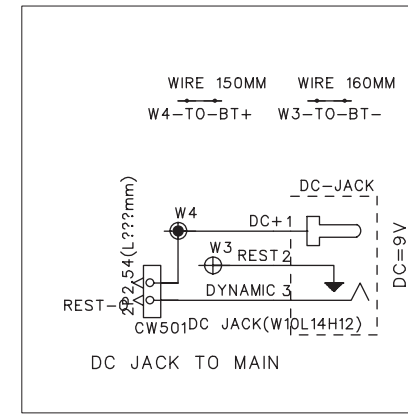 WIRE 150MM WIRE 160MM
W4-TO-BT+ W3-TO-BT-
DC-JACK
W4
DC+1
W3
REST 2
DYNAMIC 3
DC=9V
2P2.54(L???mm)
REST-
CW501
DC JACK(W10L14H12)
DC JACK TO MAIN